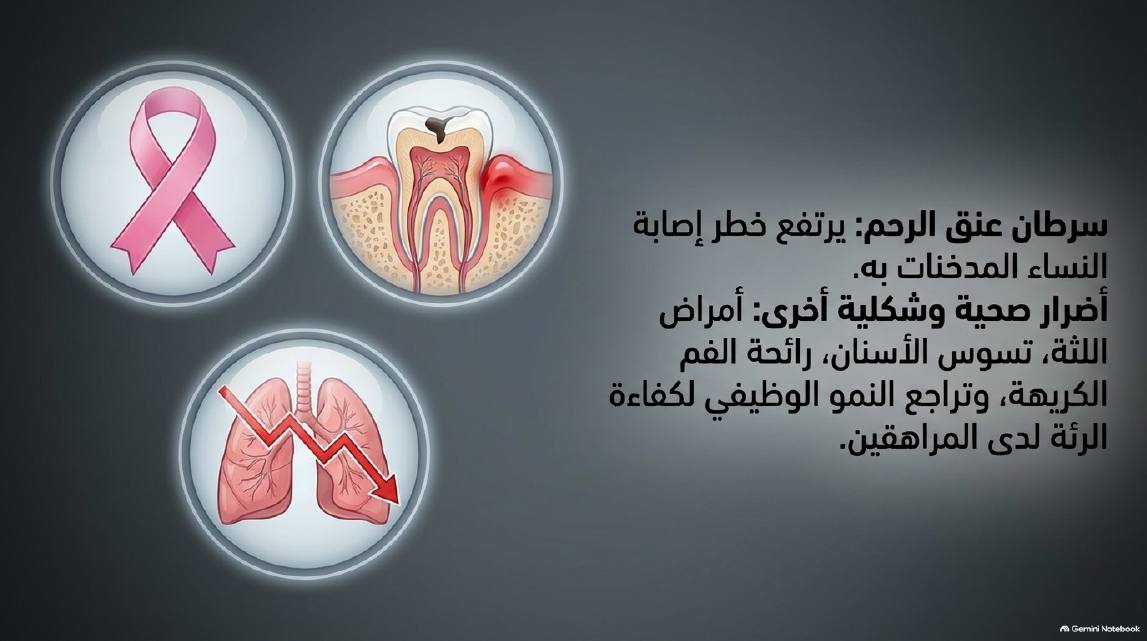 سرطان عنق الرحم: يرتفع خطر إصابة
النساء المدخنات به.
أضرار صحية وشكلية أخرى: أمراض
اللثة، تسوس الأسنان، رائحة الفم
الكريهة، وتراجع النمو الوظيفي لكفاءة
الرئة لدى المراهقين.
Gemini Notebook